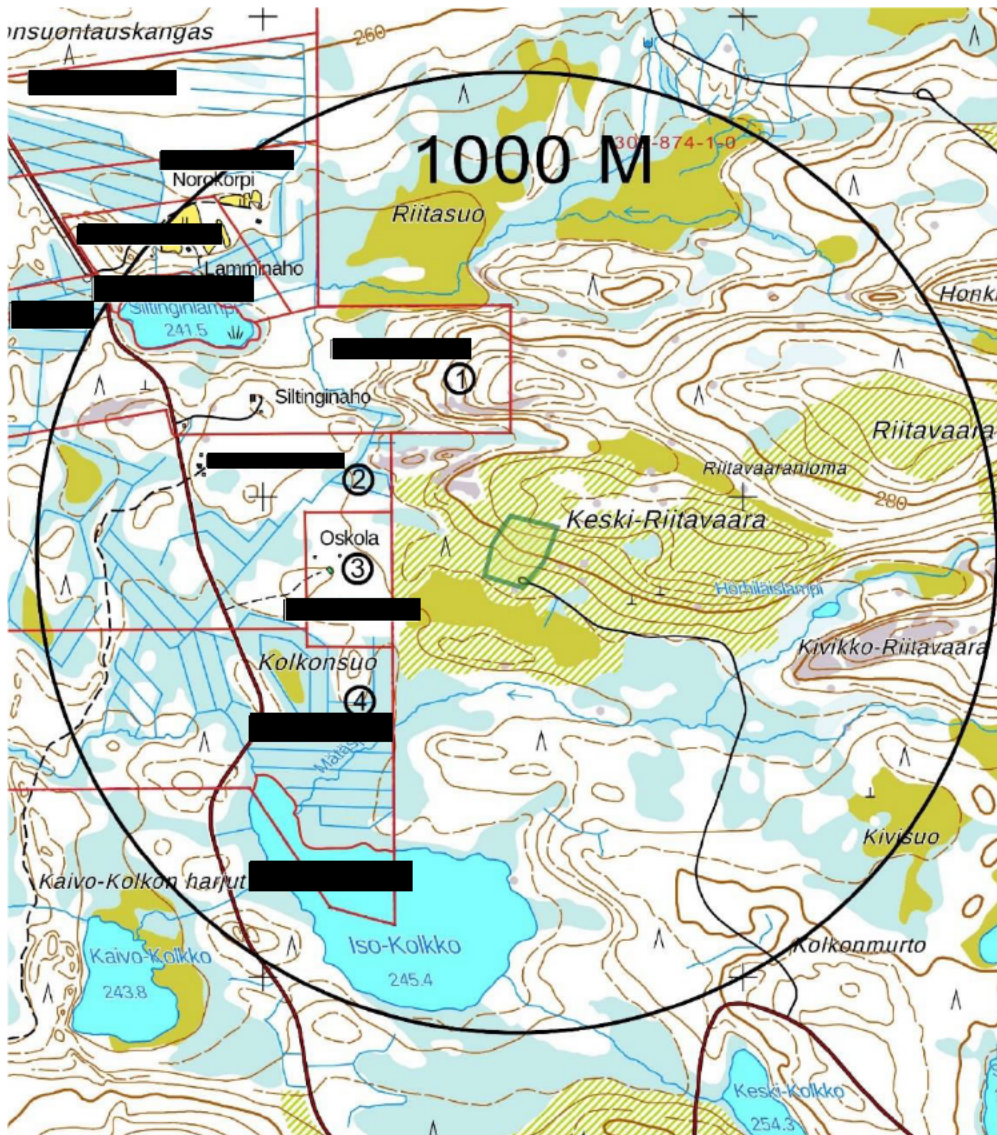 onsuontauskangas
260
1000 M
874-1-0
Norokorpi
Riitasuo
Lamminaho
Siltinginlampi
241.5
Honk
1
Siltinginaho
Riitavaara
Riitavaaranloma
2
280
Keski-Riitavaara
Oskola
3
Hörhiläislampi
Kivikko-Riitavaara
Kolkonsuo
4
Kivisuo
Kaivo-Kolkon harjut
Kolkonmurto
Iso-Kolkko
245.4
Kaivo-Kolkko
243.8
Keski-Kolkko
254.3